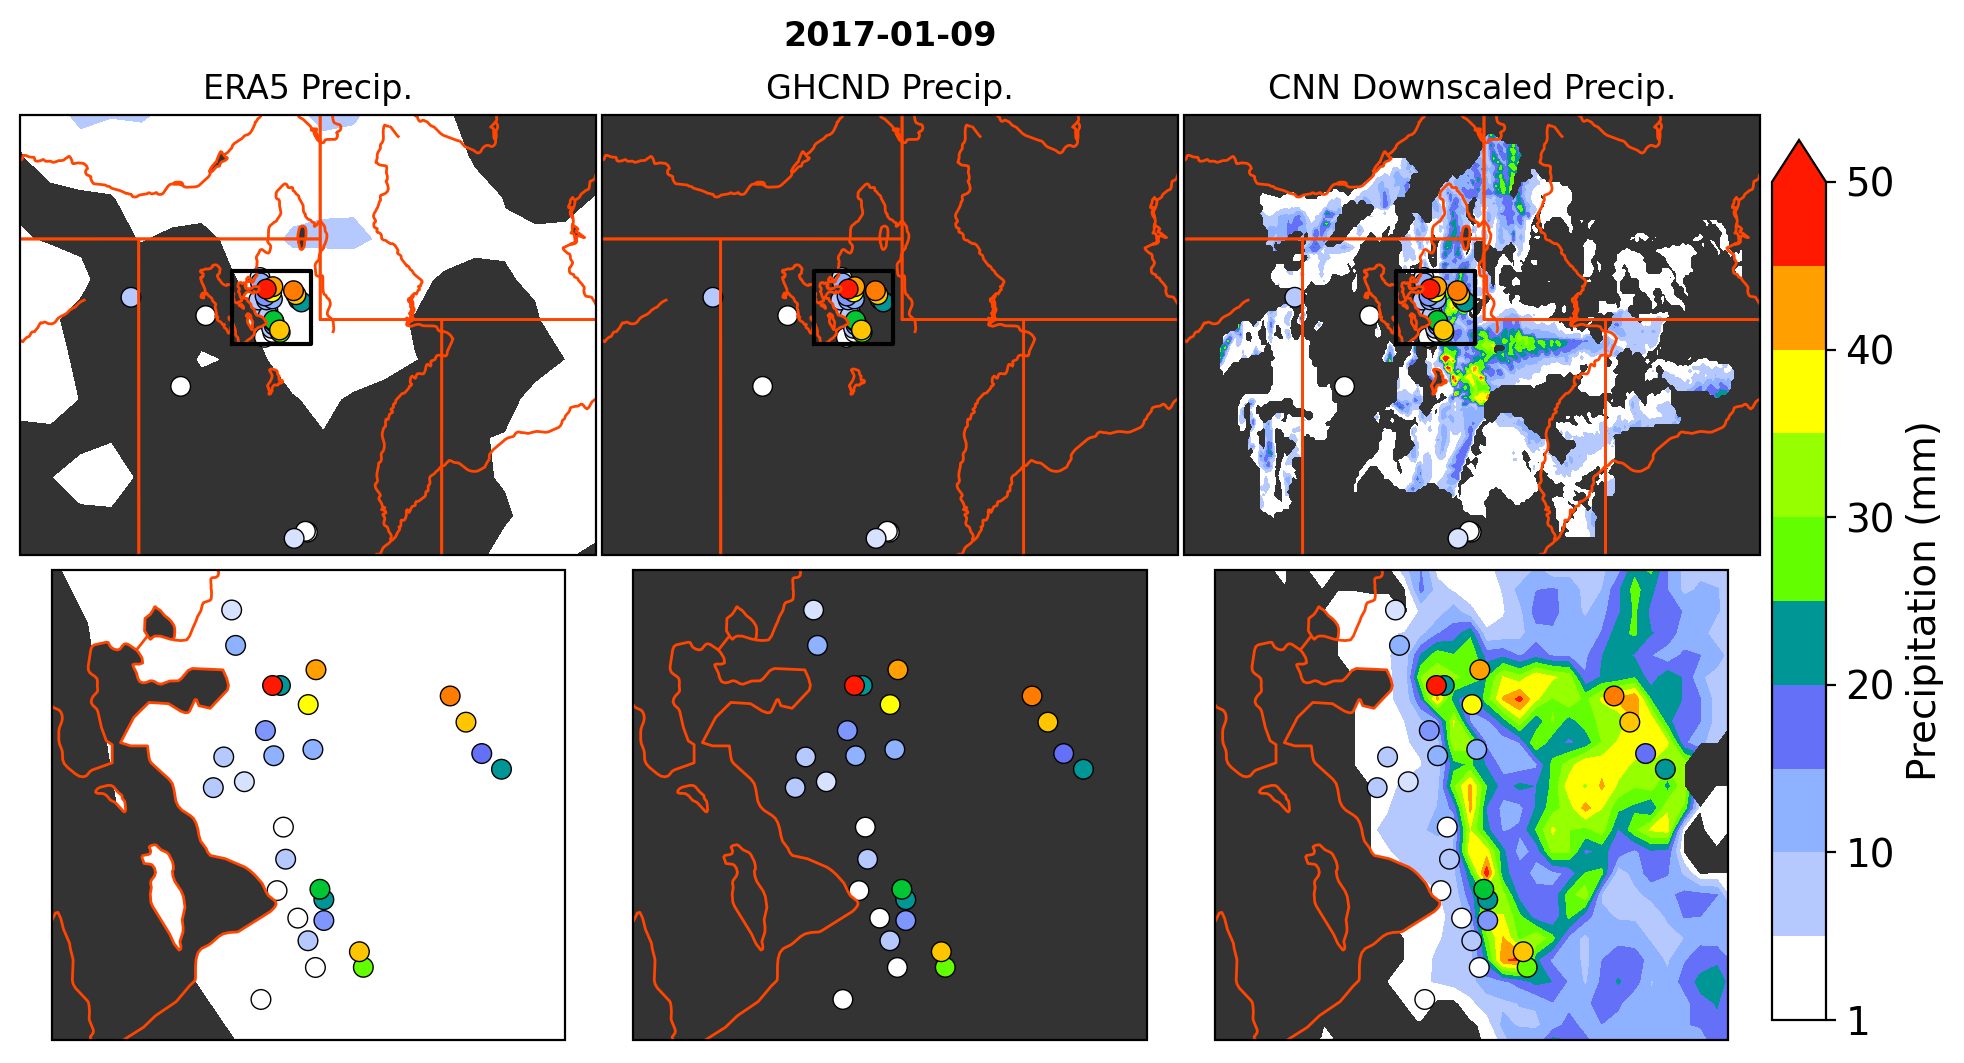 2017-01-09
ERA5 Precip.
GHCND Precip.
CNN Downscaled Precip.
50
40
30
20
10
1
Precipitation (mm)